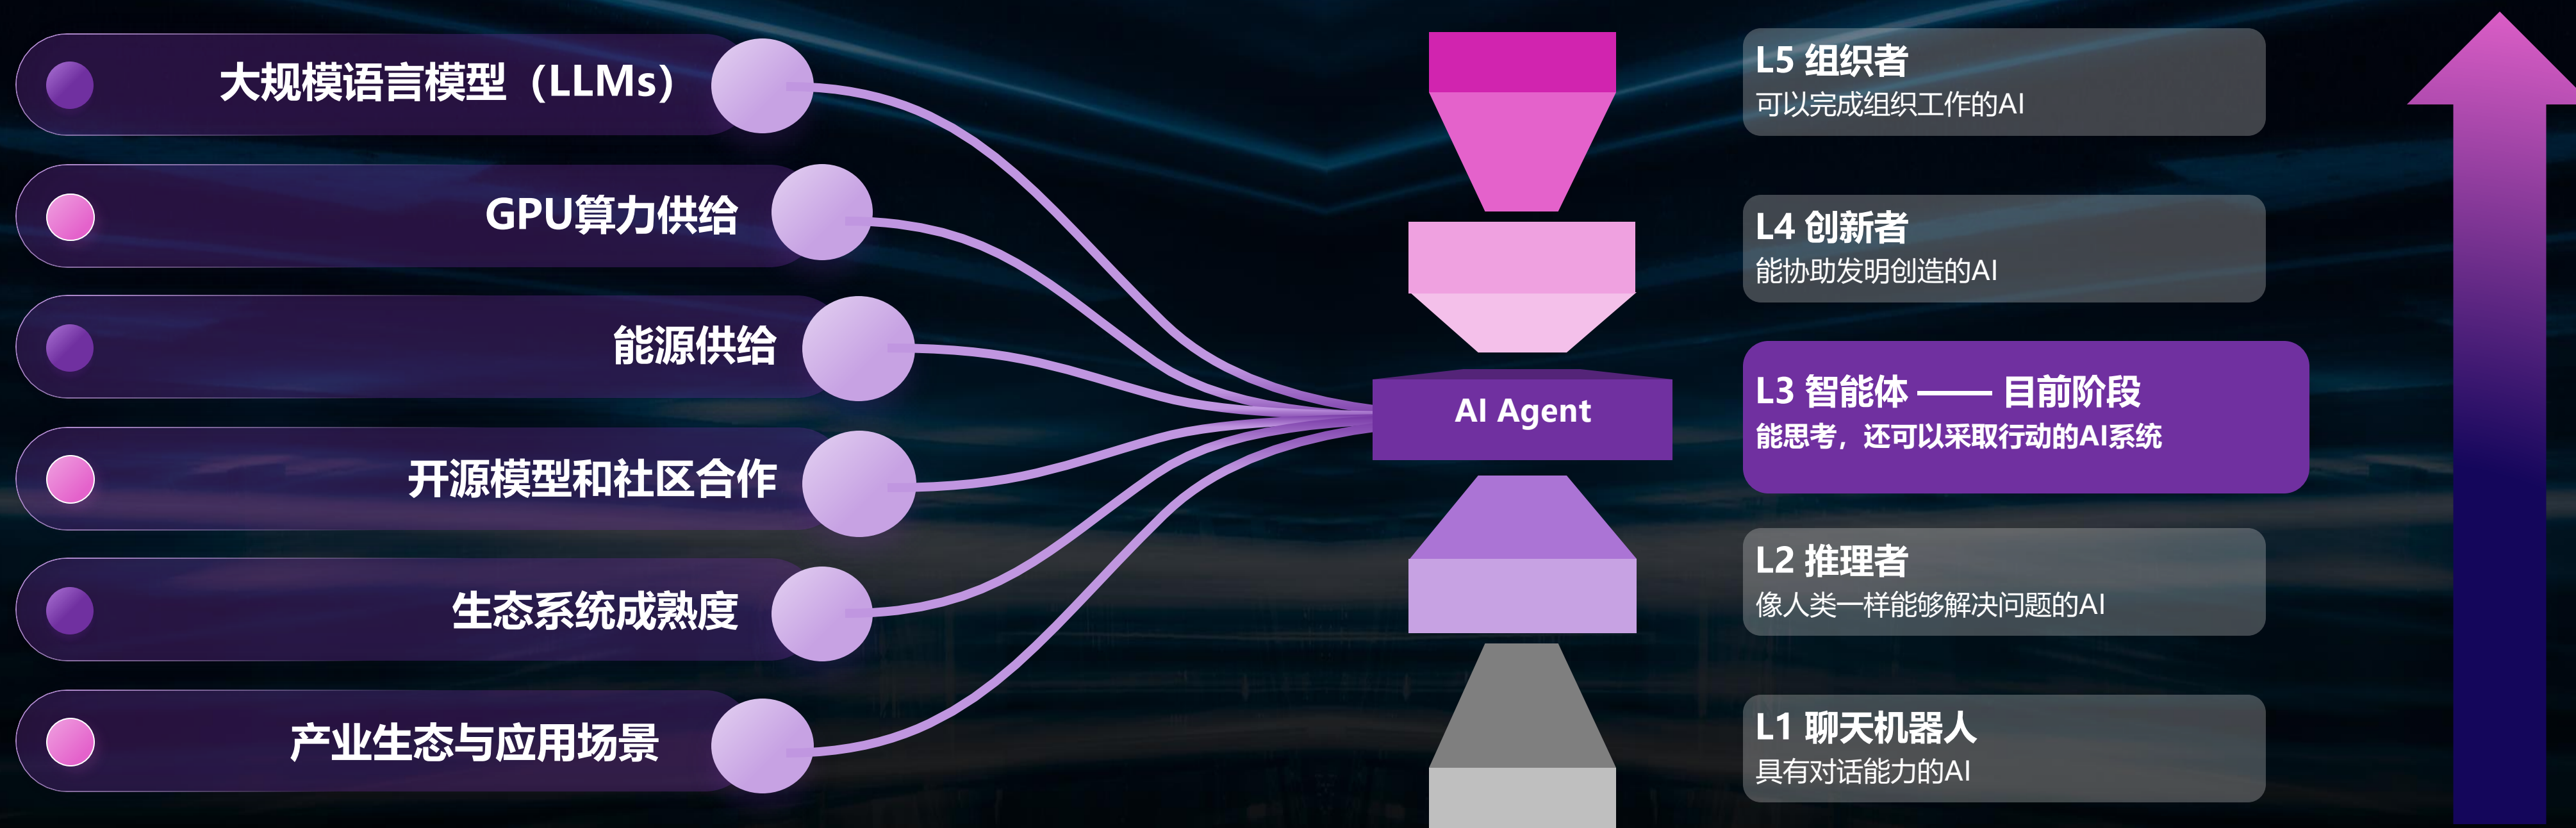 大规模语言模型（LLMs）
GPU算力供给
能源供给
开源模型和社区合作
生态系统成熟度
产业生态与应用场景
AI Agent
L5 组织者
可以完成组织工作的AI
L4 创新者
能协助发明创造的AI
L3 智能体 —— 目前阶段
能思考，还可以采取行动的AI系统
L2 推理者
像人类一样能够解决问题的AI
L1 聊天机器人
具有对话能力的AI